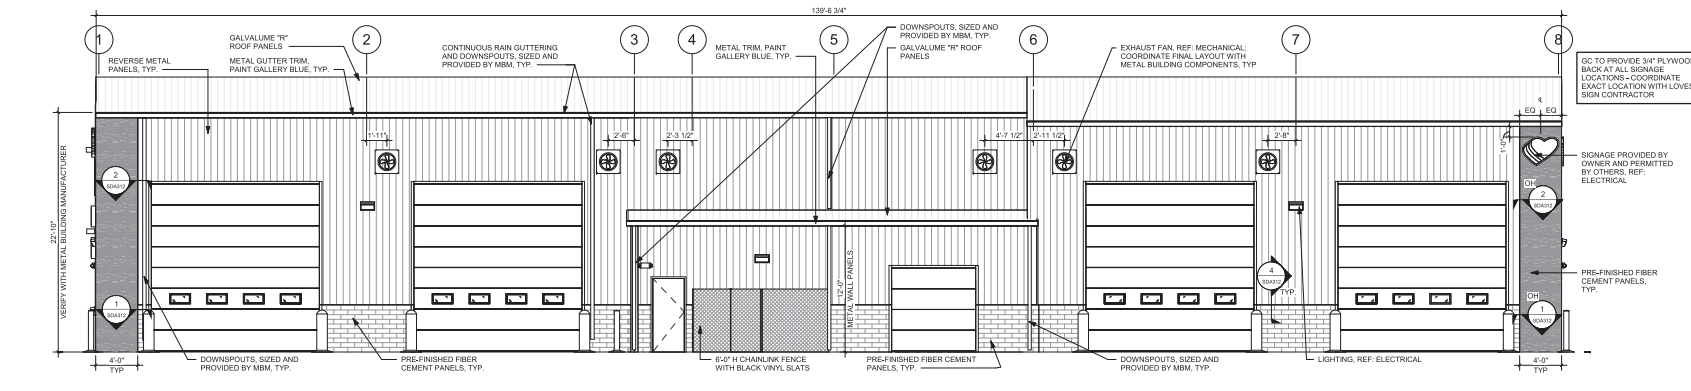 139'-6 3/4"
1
2
3
4
5
6
7
8
GALVALUME "R"
ROOF PANELS
REVERSE METAL
PANELS, TYP.
METAL GUTTER TRIM,
PAINT GALLERY BLUE, TYP.
CONTINUOUS RAIN GUTTERING
AND DOWNSPOUTS, SIZED AND
PROVIDED BY MBM, TYP.
METAL TRIM, PAINT
GALLERY BLUE, TYP.
DOWNSPOUTS, SIZED AND
PROVIDED BY MBM, TYP.
GALVALUME "R" ROOF
PANELS
EXHAUST FAN, REF: MECHANICAL;
COORDINATE FINAL LAYOUT WITH
METAL BUILDING COMPONENTS, TYP
GC TO PROVIDE 3/4" PLYWOOD
BACK AT ALL SIGNAGE
LOCATIONS - COORDINATE
EXACT LOCATION WITH LOVES
SIGN CONTRACTOR
EQ EQ
1'-11"
2'-6"
2'-3 1/2"
4'-7 1/2"
2'-11 1/2"
2'-8"
1'-0"
SIGNAGE PROVIDED BY
OWNER AND PERMITTED
BY OTHERS, REF:
ELECTRICAL
22'-10"
VERIFY WITH METAL BUILDING MANUFACTURER
2
SDA312
1
SDA312
OH
2
SDA312
4
SDA312
TYP.
OH
1
SDA312
12'-0"
METAL WALL PANELS
PRE-FINISHED FIBER
CEMENT PANELS,
TYP.
4'-0"
TYP
DOWNSPOUTS, SIZED AND
PROVIDED BY MBM, TYP.
PRE-FINISHED FIBER
CEMENT PANELS, TYP.
6'-0" H CHAINLINK FENCE
WITH BLACK VINYL SLATS
PRE-FINISHED FIBER CEMENT
PANELS, TYP.
DOWNSPOUTS, SIZED AND
PROVIDED BY MBM, TYP.
LIGHTING, REF: ELECTRICAL
4'-0"
TYP